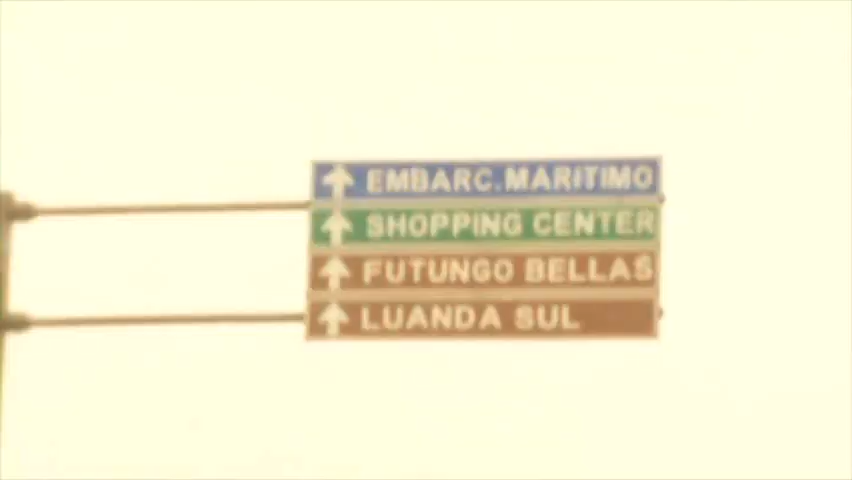 EMBARC.MARITIMO
SHOPPING CENTER
FUTUNGO BELLAS
LUANDA SUL